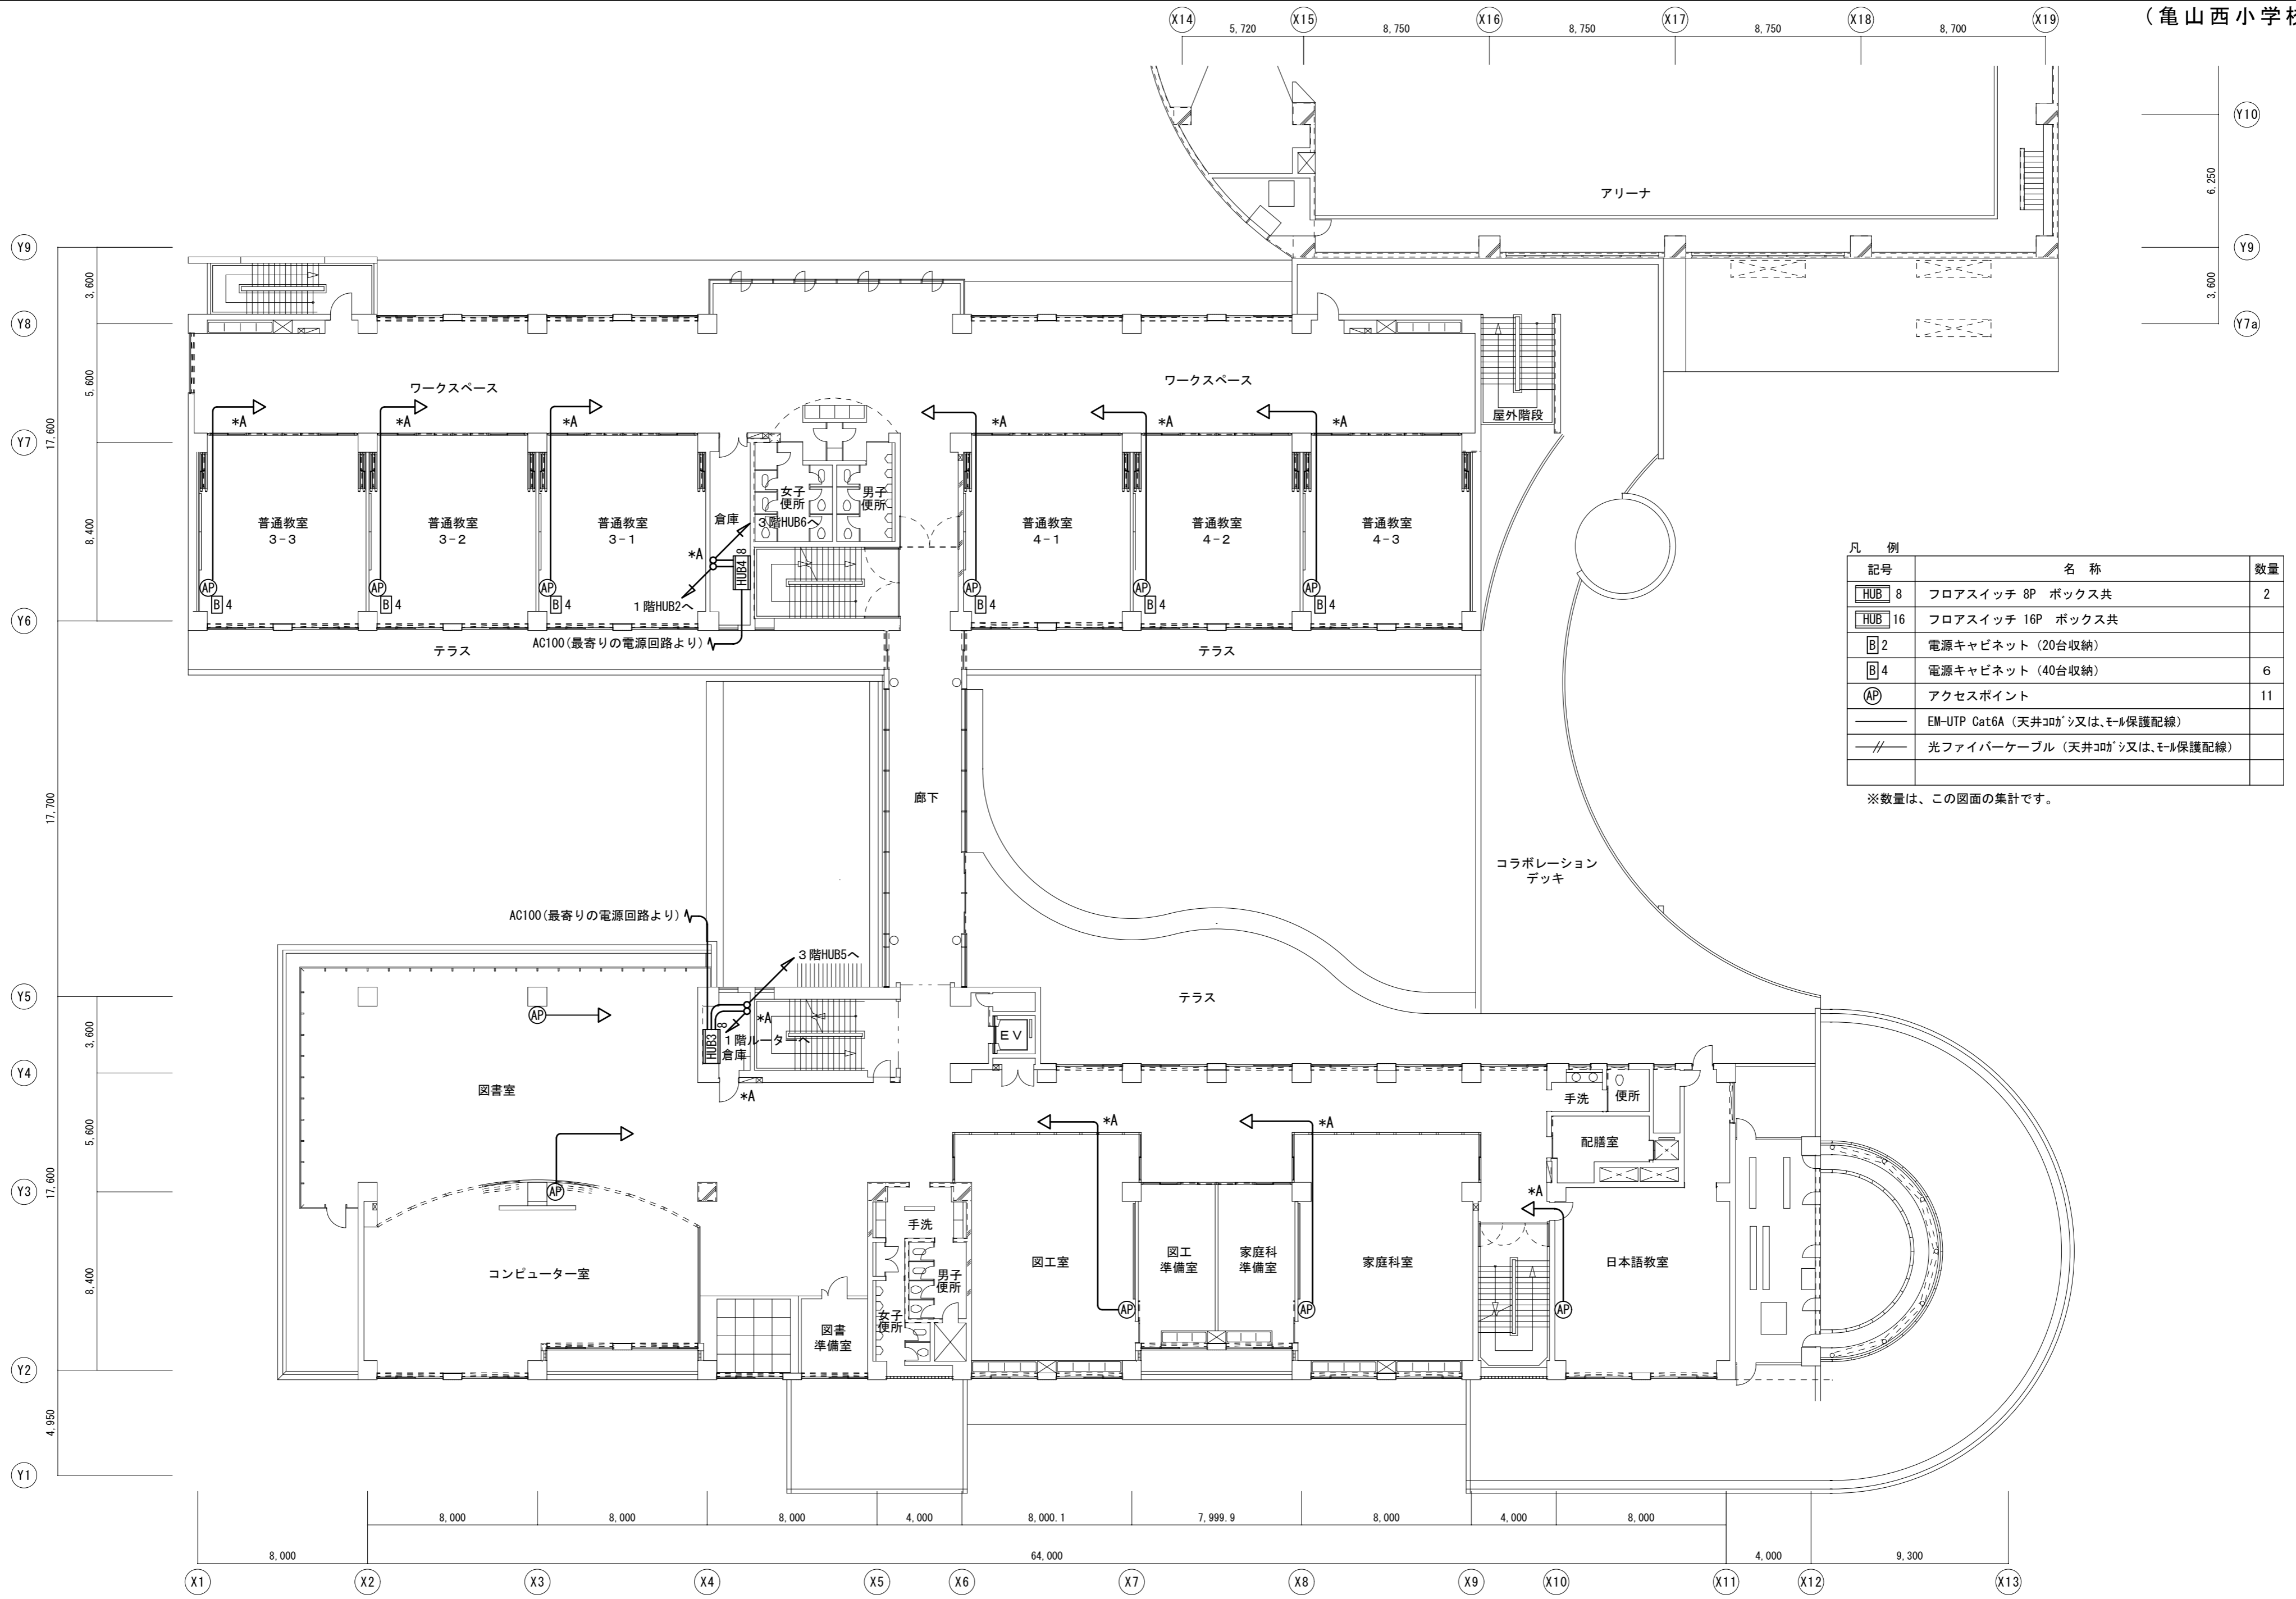 X14
X15
X16
X17
X18
X19
（亀山西小学校
5,720
8,750
8,750
8,750
8,700
Y10
6,250
アリーナ
Y9
Y9
3,600
3,600
Y8
Y7a
5,600
ワークスペース
ワークスペース
*A
*A
*A
*A
*A
*A
屋外階段
17,600
Y7
8,400
普通教室
3-3
普通教室
3-2
普通教室
3-1
倉庫
女子
便所
男子
便所
3階HUB6へ
*A
HUB4
8
1階HUB2へ
普通教室
4-1
普通教室
4-2
普通教室
4-3
AP
B 4
AP
B 4
AP
B 4
AP
B 4
AP
B 4
AP
B 4
Y6
AC100(最寄りの電源回路より)
テラス
テラス
凡　例
記号 名　称 数量
HUB 8 フロアスイッチ 8P　ボックス共 2
HUB 16 フロアスイッチ 16P　ボックス共
B 2 電源キャビネット（20台収納）
B 4 電源キャビネット（40台収納） 6
AP アクセスポイント 11
EM-UTP Cat6A（天井ｺﾛｶﾞｼ又は、ﾓｰﾙ保護配線）
光ファイバーケーブル（天井ｺﾛｶﾞｼ又は、ﾓｰﾙ保護配線）
※数量は、この図面の集計です。
17,700
廊下
コラボレーション
デッキ
AC100(最寄りの電源回路より)
3階HUB5へ
Y5
AP
テラス
3,600
*A
8
HUB3
1階ルーターへ
倉庫
EV
Y4
図書室
*A
手洗
便所
5,600
*A
*A
配膳室
17,600
Y3
AP
*A
手洗
8,400
コンピューター室
図工室
図工
準備室
家庭科
準備室
家庭科室
日本語教室
男子
便所
女子
便所
図書
準備室
AP
AP
AP
Y2
4,950
Y1
8,000
8,000
8,000
4,000
8,000.1
7,999.9
8,000
4,000
8,000
8,000
64,000
4,000
9,300
X1
X2
X3
X4
X5
X6
X7
X8
X9
X10
X11
X12
X13